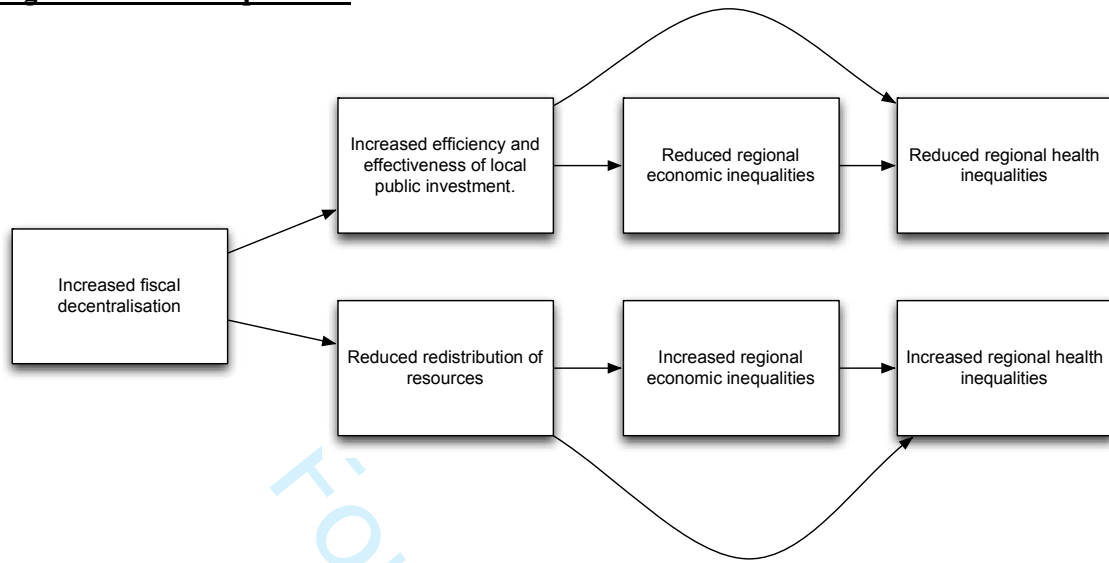 Increased efficiency and
effectiveness of local
public investment.
Reduced regional
economic inequalities
Reduced regional health
inequalities
Increased fiscal
decentralisation
Reduced redistribution of
resources
Increased regional
economic inequalities
Increased regional health
inequalities